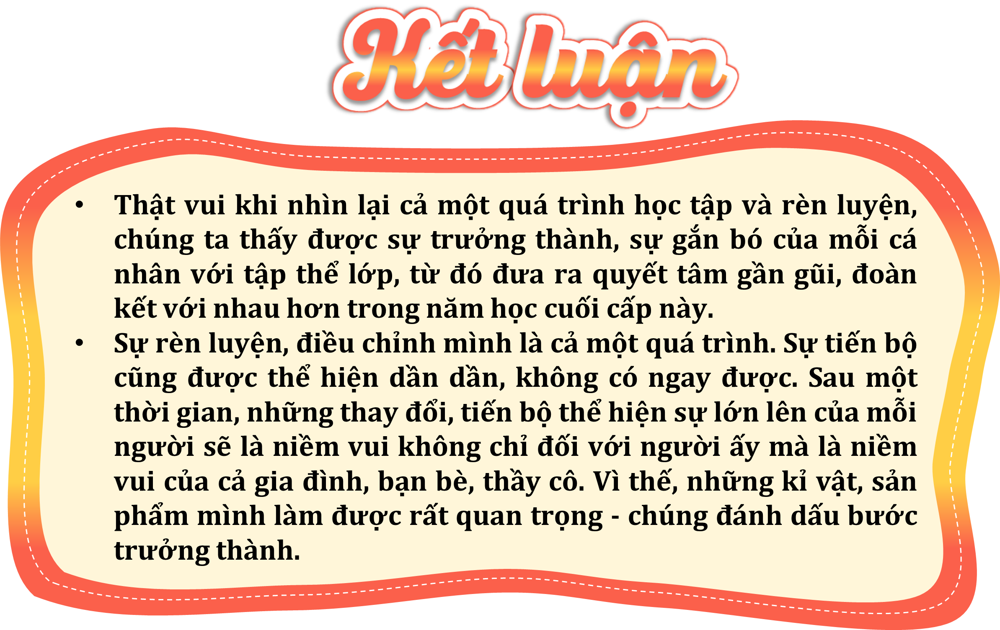 Kết luận
• Thật vui khi nhìn lại cả một quá trình học tập và rèn luyện,
chúng ta thấy được sự trưởng thành, sự gắn bó của mỗi cá
nhân với tập thể lớp, từ đó đưa ra quyết tâm gần gũi, đoàn
kết với nhau hơn trong năm học cuối cấp này.
• Sự rèn luyện, điều chỉnh mình là cả một quá trình. Sự tiến bộ
cũng được thể hiện dần dần, không có ngay được. Sau một
thời gian, những thay đổi, tiến bộ thể hiện sự lớn lên của mỗi
người sẽ là niềm vui không chỉ đối với người ấy mà là niềm
vui của cả gia đình, bạn bè, thầy cô. Vì thế, những kỉ vật, sản
phẩm mình làm được rất quan trọng - chúng đánh dấu bước
trưởng thành.